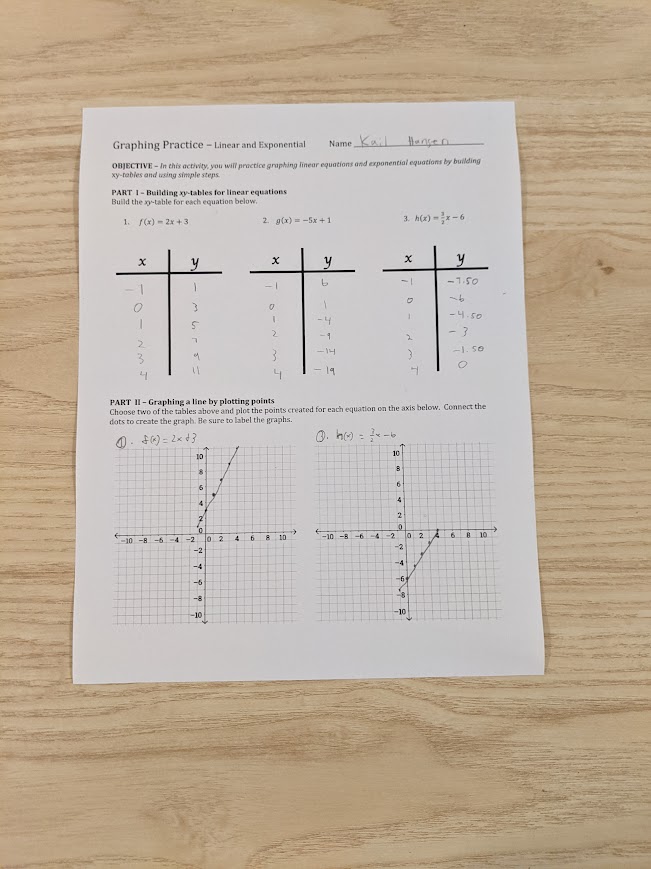 Graphing Practice – Linear and Exponential Name Kail Hansen
OBJECTIVE – In this activity, you will practice graphing linear equations and exponential equations by building
xy-tables and using simple steps.
PART I – Building xy-tables for linear equations
Build the xy-table for each equation below.
1. f(x) = 2x + 3 2. g(x) = −5x + 1 3. h(x) = 3/2x − 6
x y x y x y
-1 1 -1 6 -1 -7.50
0 3 0 1 0 -6
1 5 1 -4 1 -4.50
2 7 2 -9 2 -3
3 9 3 -14 3 -1.50
4 11 4 -19 4 0
PART II – Graphing a line by plotting points
Choose two of the tables above and plot the points created for each equation on the axis below. Connect the
dots to create the graph. Be sure to label the graphs.
f(x) = 2x+3 h(x) = 3/2x-6
10 10
8 8
6 6
4 4
2 2
0 0
-10 -8 -6 -4 -2 0 2 4 6 8 10 -10 -8 -6 -4 -2 0 2 4 6 8 10
-2 -2
-4 -4
-6 -6
-8 -8
-10 -10